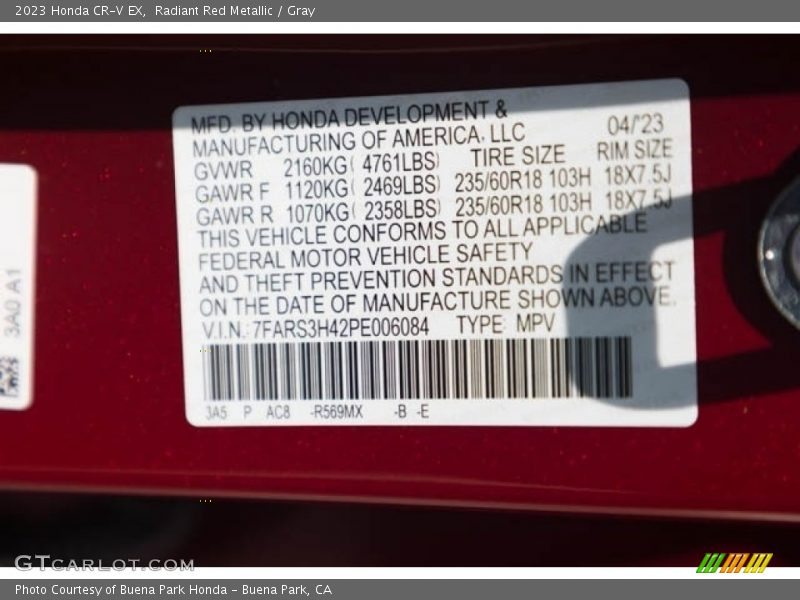 2023 Honda CR-V EX, Radiant Red Metallic / Gray
MFD. BY HONDA DEVELOPMENT &
MANUFACTURING OF AMERICA, LLC 04/'23
GVWR 2160KG( 4761LBS) TIRE SIZE RIM SIZE
GAWR F 1120KG( 2469LBS) 235/60R18 103H 18X7.5J
GAWR R 1070KG( 2358LBS) 235/60R18 103H 18X7.5J
THIS VEHICLE CONFORMS TO ALL APPLICABLE
FEDERAL MOTOR VEHICLE SAFETY
AND THEFT PREVENTION STANDARDS IN EFFECT
ON THE DATE OF MANUFACTURE SHOWN ABOVE.
V.I.N.: 7FARS3H42PE006084 TYPE: MPV
3A5 P AC8 -R569MX -B -E
3A0 A1
GTCARLOT.COM
Photo Courtesy of Buena Park Honda - Buena Park, CA